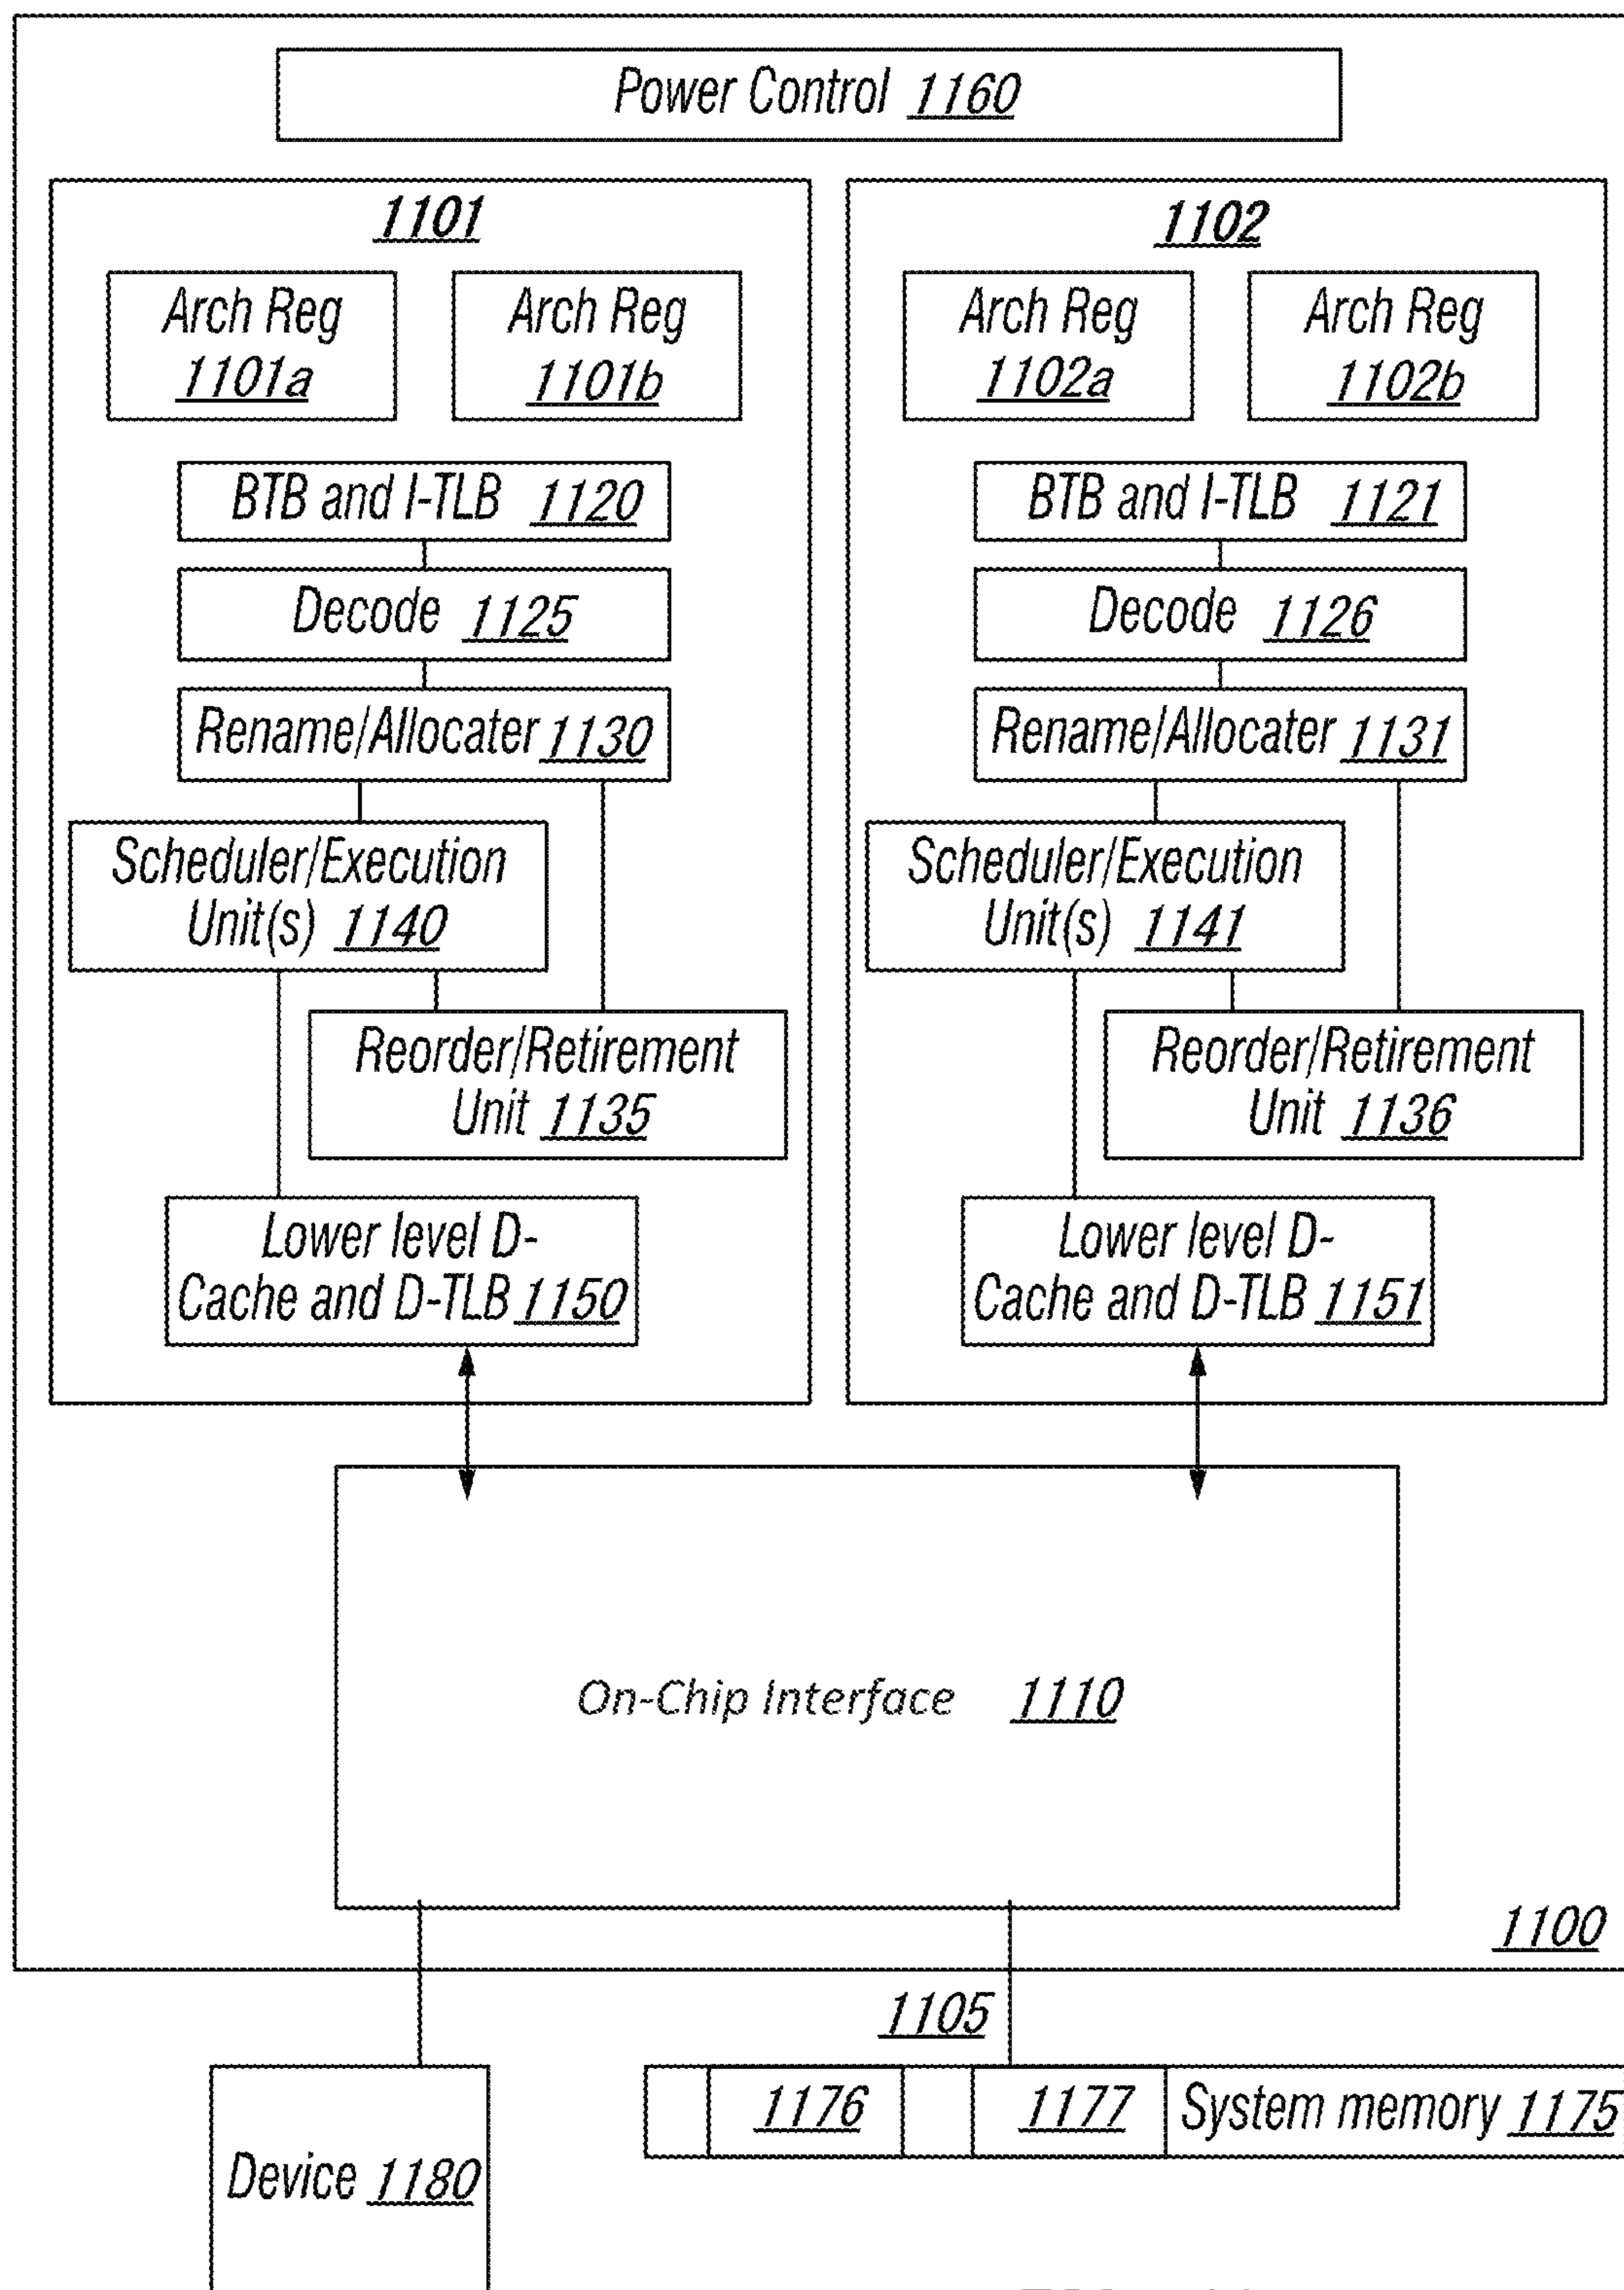 Power Control 1160
1101
Arch Reg
1101a
Arch Reg
1101b
BTB and I-TLB 1120
Decode 1125
Rename/Allocater 1130
Scheduler/Execution
Unit(s) 1140
Reorder/Retirement
Unit 1135
Lower level D-
Cache and D-TLB 1150
1102
Arch Reg
1102a
Arch Reg
1102b
BTB and I-TLB 1121
Decode 1126
Rename/Allocater 1131
Scheduler/Execution
Unit(s) 1141
Reorder/Retirement
Unit 1136
Lower level D-
Cache and D-TLB 1151
On-Chip Interface 1110
1100
1105
1176
1177
System memory 1175
Device 1180